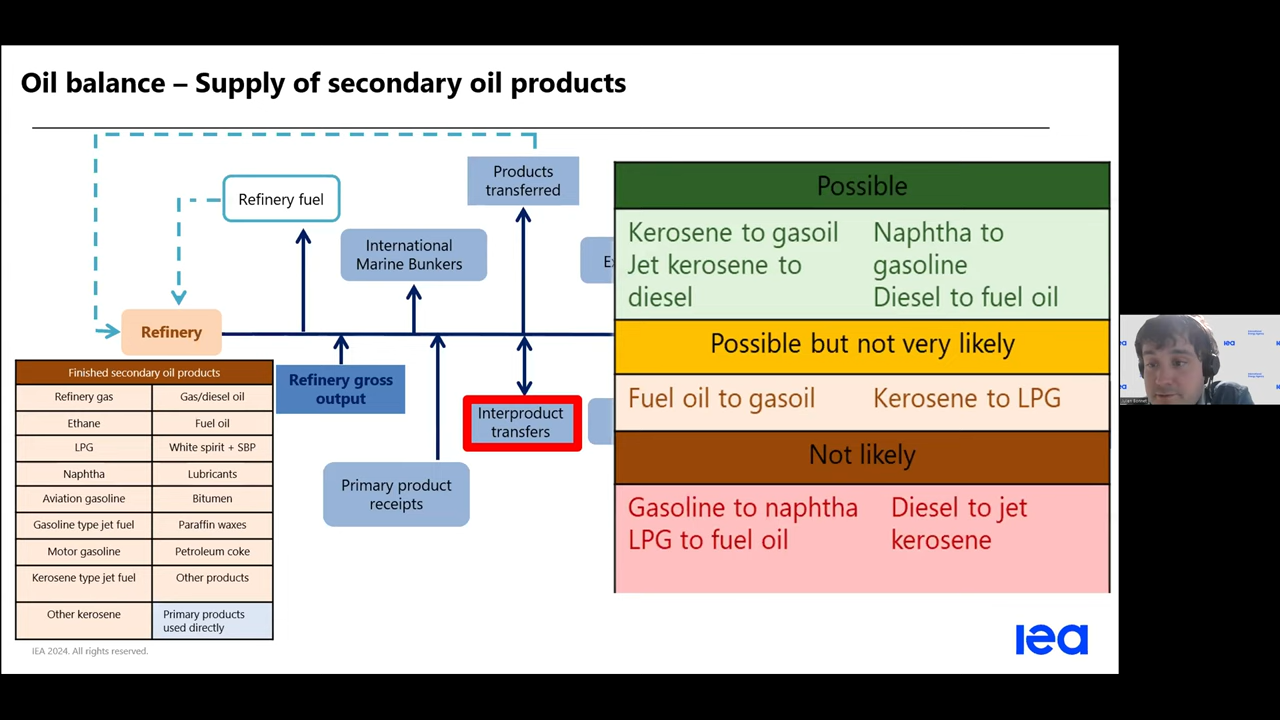 Oil balance – Supply of secondary oil products
Products
transferred
Refinery fuel
International
Marine Bunkers
Refinery
Refinery gross
output
Interproduct
transfers
Primary product
receipts
Finished secondary oil products
Refinery gas
Gas/diesel oil
Ethane
Fuel oil
LPG
White spirit + SBP
Naphtha
Lubricants
Aviation gasoline
Bitumen
Gasoline type jet fuel
Paraffin waxes
Motor gasoline
Petroleum coke
Kerosene type jet fuel
Other products
Other kerosene
Primary products
used directly
Possible
Kerosene to gasoil
Jet kerosene to
diesel
Naphtha to
gasoline
Diesel to fuel oil
Possible but not very likely
Fuel oil to gasoil
Kerosene to LPG
Not likely
Gasoline to naphtha
LPG to fuel oil
Diesel to jet
kerosene
IEA 2024. All rights reserved.
iea
iea